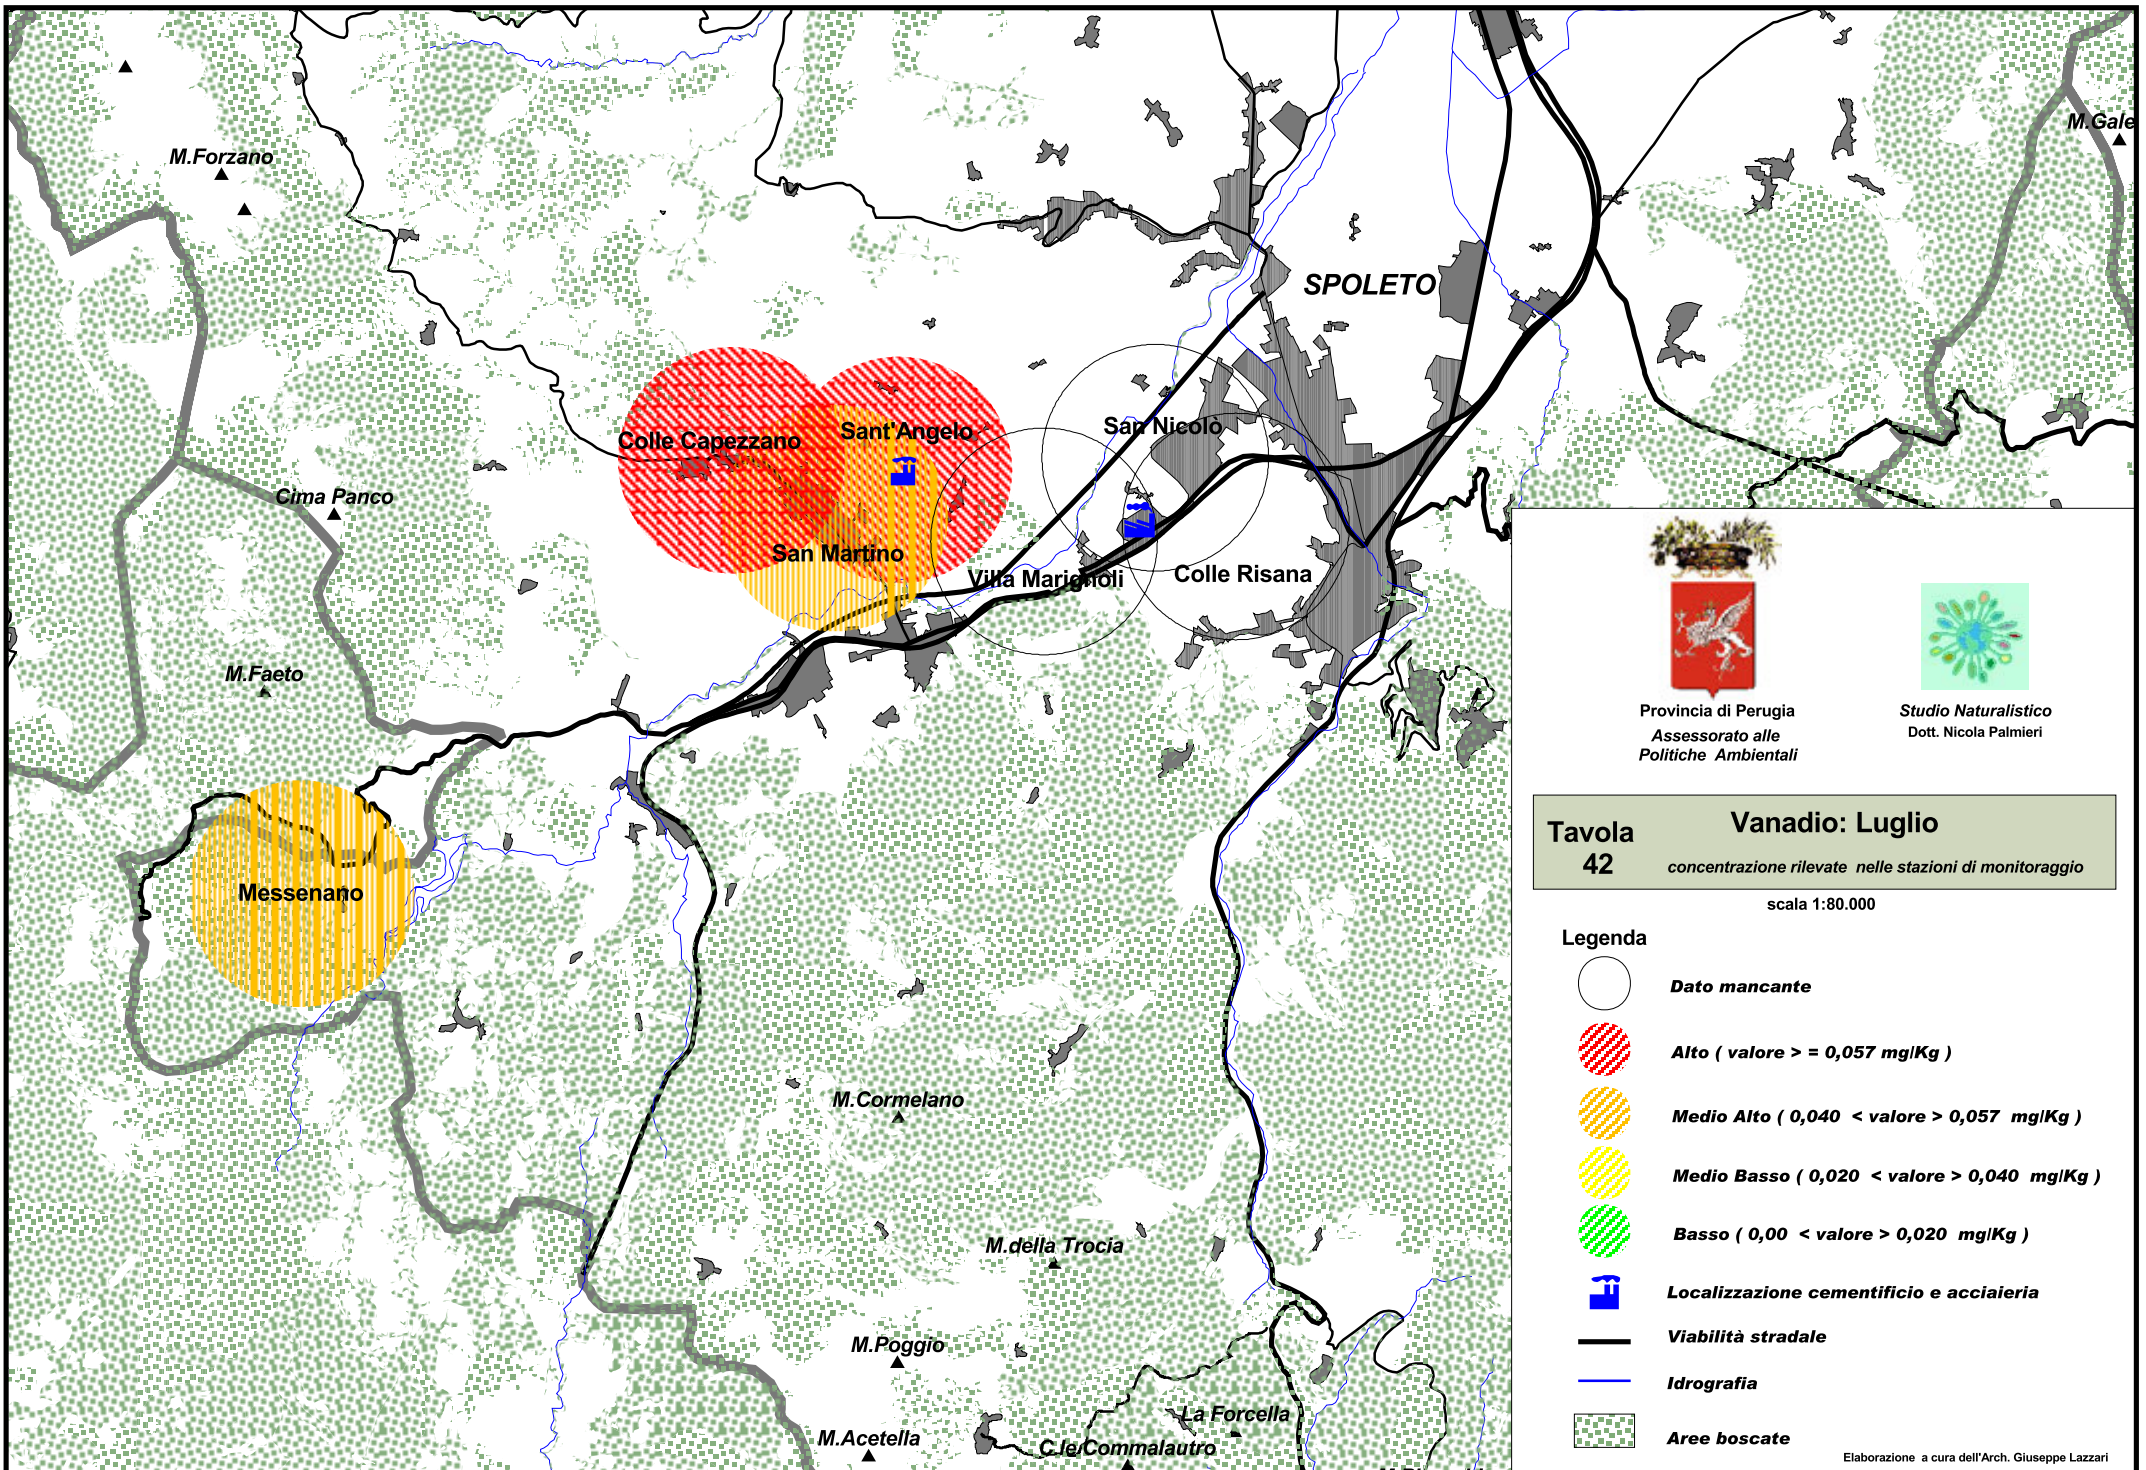 M.Gale
M.Forzano
SPOLETO
San Nicolò
Sant'Angelo
Colle Capezzano
Cima Panco
San Martino
Villa Marignoli
Colle Risana
M.Faeto
Messenano
M.Cormelano
M.della Trocia
M.Poggio
La Forcella
M.Acetella
C.le Commalautro
Provincia di Perugia
Assessorato alle
Politiche Ambientali
Studio Naturalistico
Dott. Nicola Palmieri
Tavola
42
Vanadio: Luglio
concentrazione rilevate nelle stazioni di monitoraggio
scala 1:80.000
Legenda
Dato mancante
Alto ( valore > = 0,057 mg/Kg )
Medio Alto ( 0,040 < valore > 0,057 mg/Kg )
Medio Basso ( 0,020 < valore > 0,040 mg/Kg )
Basso ( 0,00 < valore > 0,020 mg/Kg )
Localizzazione cementificio e acciaieria
Viabilità stradale
Idrografia
Aree boscate
Elaborazione a cura dell'Arch. Giuseppe Lazzari